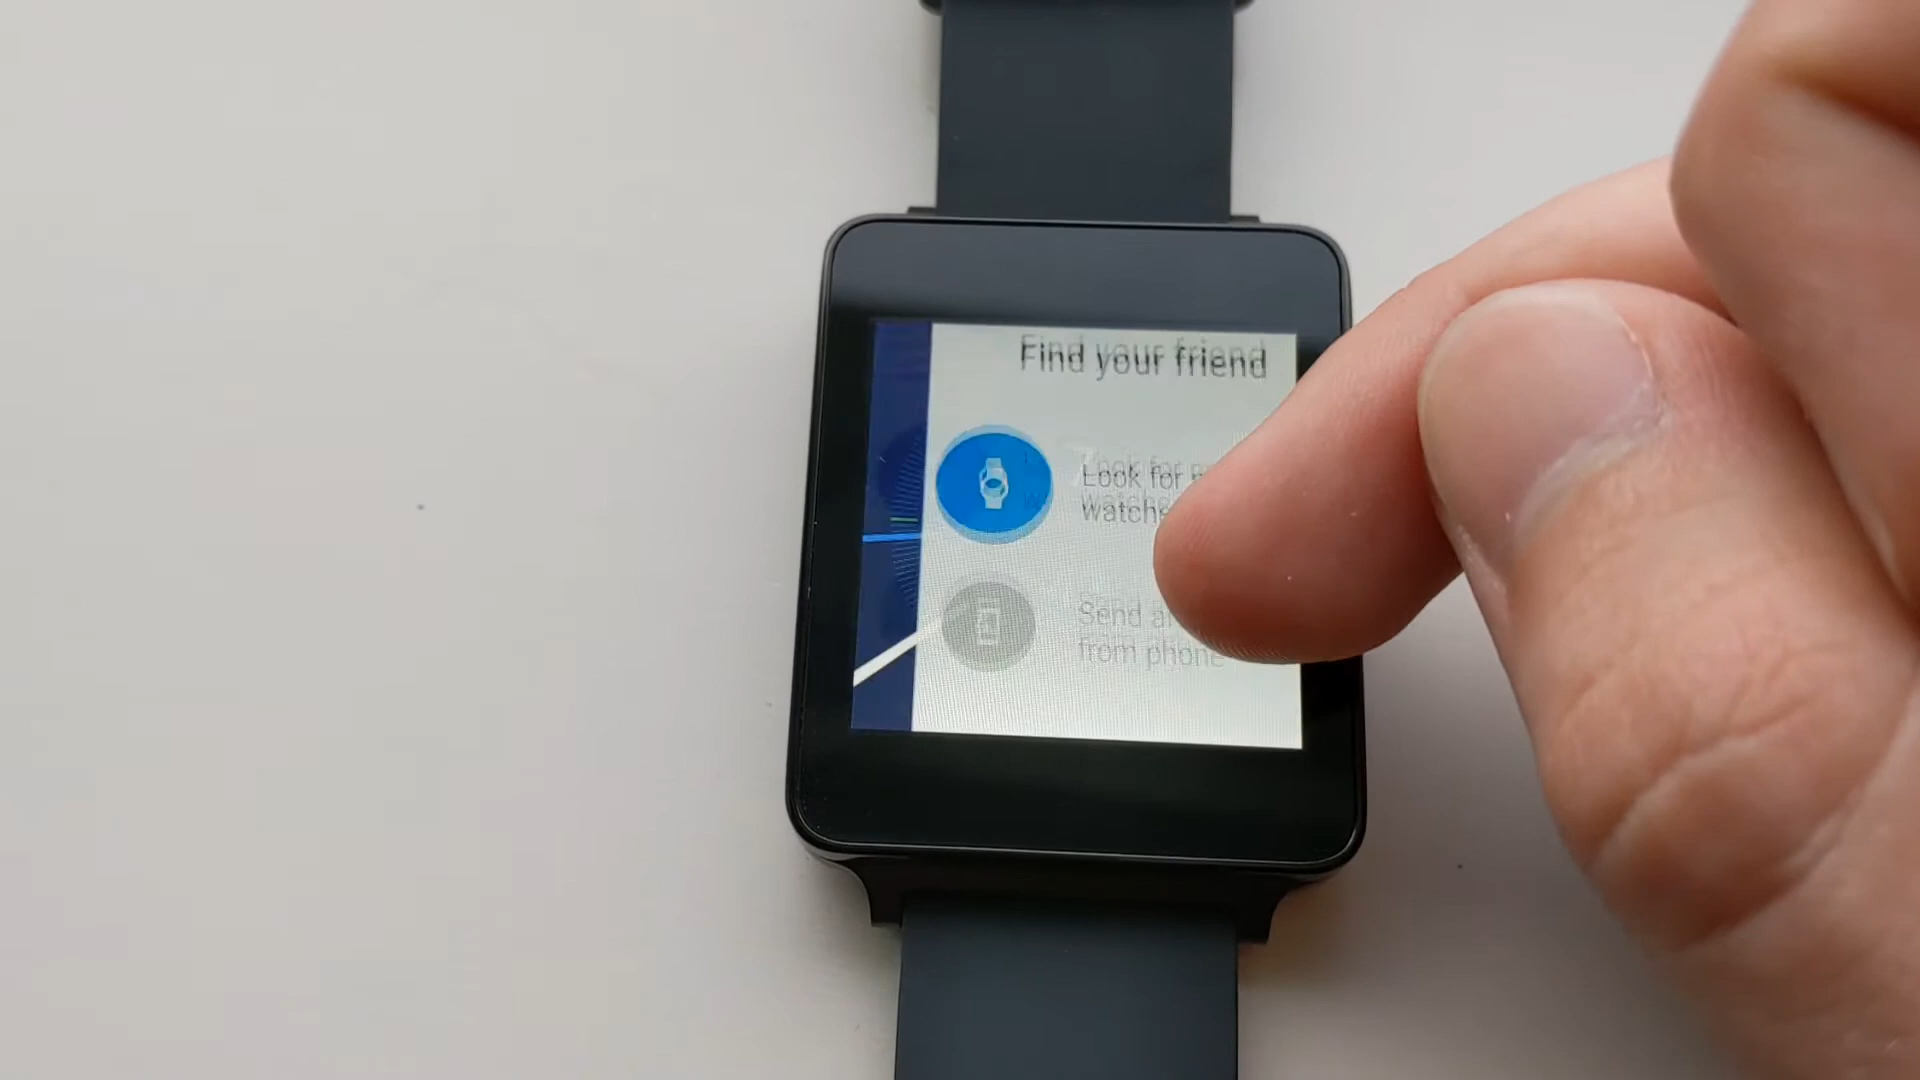 Find your friend
Look for
watche
Send a
from phone